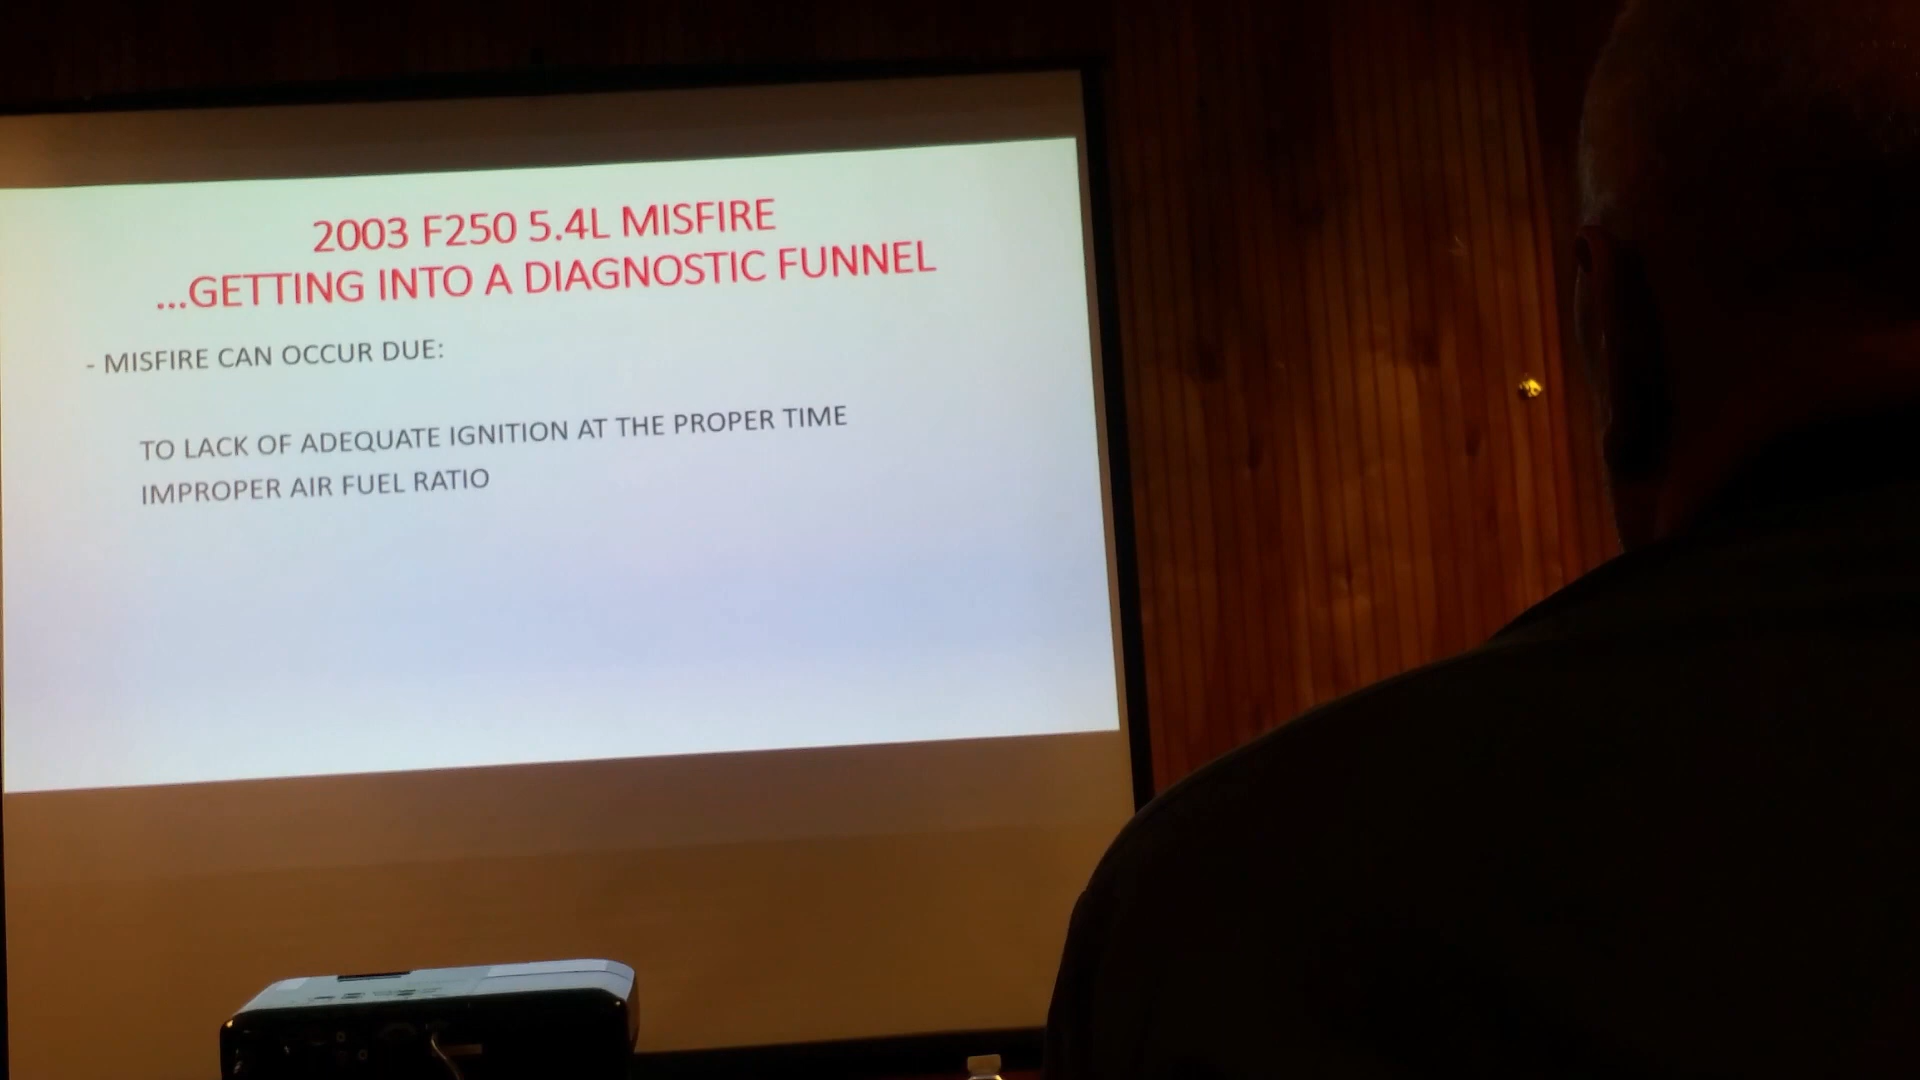 2003 F250 5.4L MISFIRE
...GETTING INTO A DIAGNOSTIC FUNNEL
- MISFIRE CAN OCCUR DUE:
TO LACK OF ADEQUATE IGNITION AT THE PROPER TIME
IMPROPER AIR FUEL RATIO